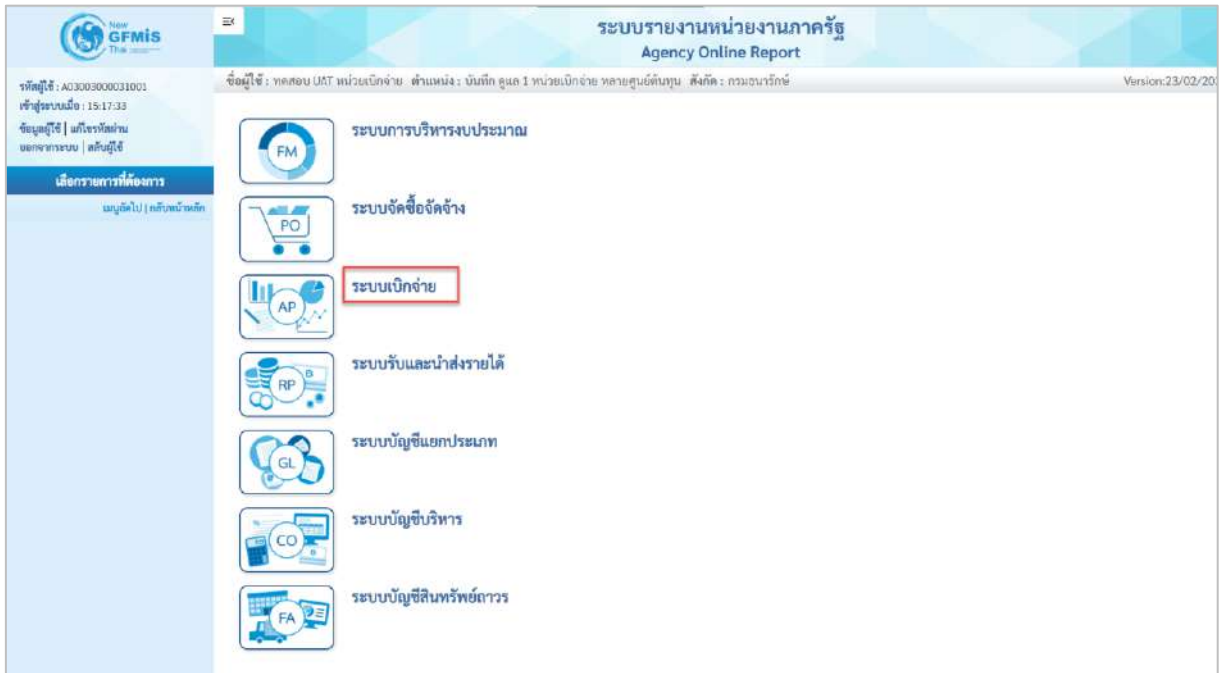 New
GFMIS
Thai
ระบบรายงานหน่วยงานภาครัฐ
Agency Online Report
รหัสผู้ใช้ : A03003000031001
เข้าสู่ระบบเมื่อ : 15:17:33
ข้อมูลผู้ใช้ | แก้ไขรหัสผ่าน
ออกจากระบบ | สลับผู้ใช้
เลือกรายการที่ต้องการ
เมนูถัดไป | กลับหน้าหลัก
ชื่อผู้ใช้ : ทดสอบ UAT หน่วยเบิกจ่าย ตำแหน่ง : บันทึก ดูแล 1 หน่วยเบิกจ่าย หลายศูนย์ต้นทุน สังกัด : กรมธนารักษ์
Version:23/02/20
FM ระบบการบริหารงบประมาณ
PO ระบบจัดซื้อจัดจ้าง
AP ระบบเบิกจ่าย
RP ระบบรับและนำส่งรายได้
GL ระบบบัญชีแยกประเภท
CO ระบบบัญชีบริหาร
FA ระบบบัญชีสินทรัพย์ถาวร